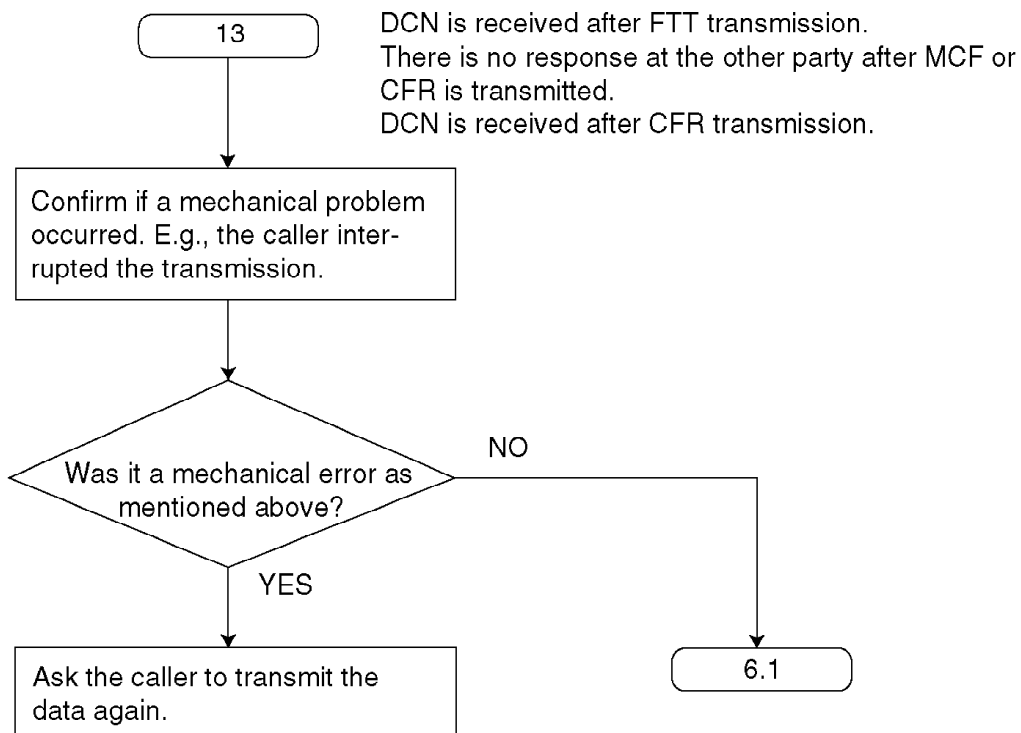 13
DCN is received after FTT transmission.
There is no response at the other party after MCF or
CFR is transmitted.
DCN is received after CFR transmission.
Confirm if a mechanical problem
occurred. E.g., the caller inter-
rupted the transmission.
Was it a mechanical error as
mentioned above?
NO
YES
Ask the caller to transmit the
data again.
6.1